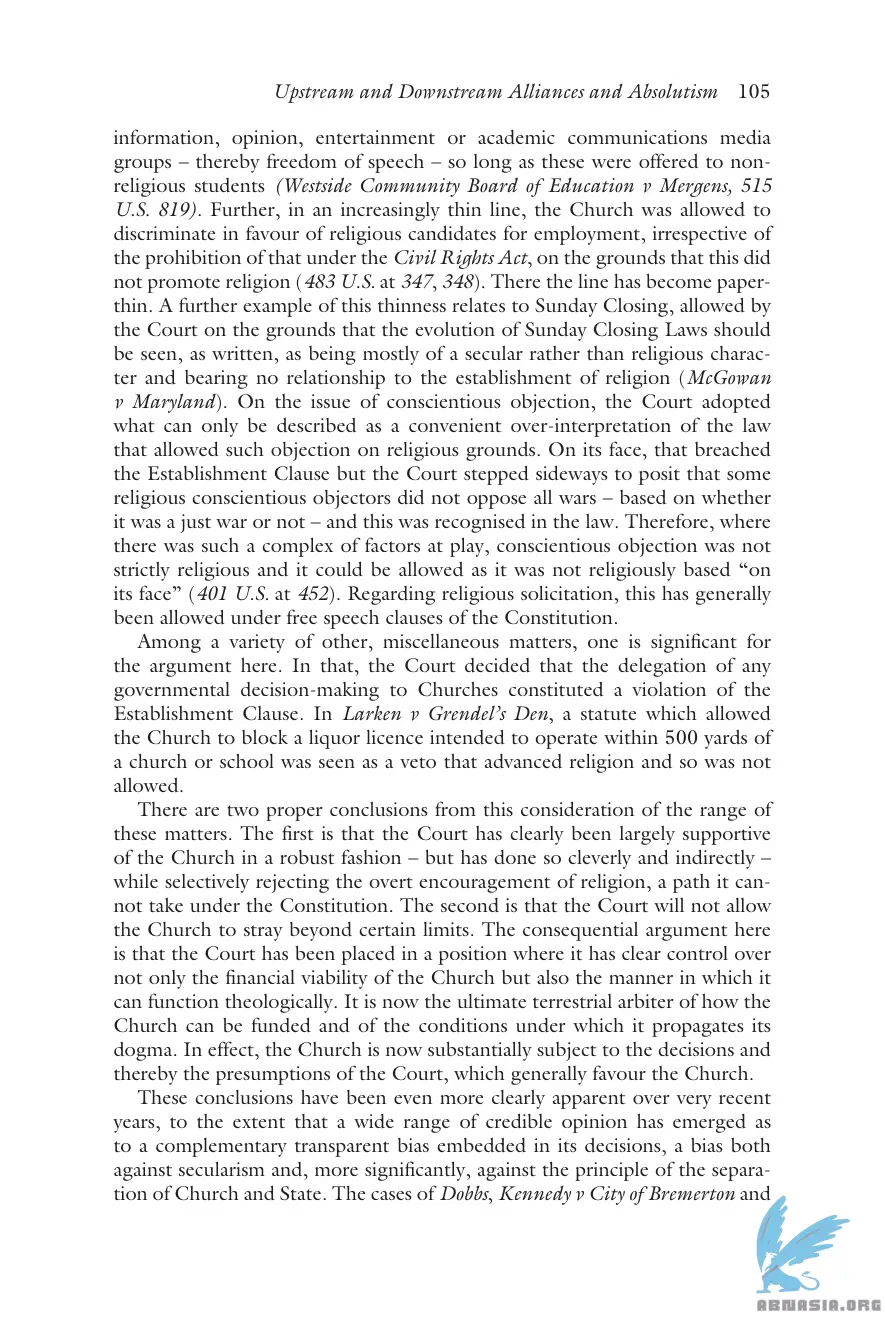 Upstream and Downstream Alliances and Absolutism 105
information, opinion, entertainment or academic communications media
groups – thereby freedom of speech – so long as these were offered to non-
religious students (Westside Community Board of Education v Mergens, 515
U.S. 819). Further, in an increasingly thin line, the Church was allowed to
discriminate in favour of religious candidates for employment, irrespective of
the prohibition of that under the Civil Rights Act, on the grounds that this did
not promote religion (483 U.S. at 347, 348). There the line has become paper-
thin. A further example of this thinness relates to Sunday Closing, allowed by
the Court on the grounds that the evolution of Sunday Closing Laws should
be seen, as written, as being mostly of a secular rather than religious charac-
ter and bearing no relationship to the establishment of religion (McGowan
v Maryland). On the issue of conscientious objection, the Court adopted
what can only be described as a convenient over-interpretation of the law
that allowed such objection on religious grounds. On its face, that breached
the Establishment Clause but the Court stepped sideways to posit that some
religious conscientious objectors did not oppose all wars – based on whether
it was a just war or not – and this was recognised in the law. Therefore, where
there was such a complex of factors at play, conscientious objection was not
strictly religious and it could be allowed as it was not religiously based “on
its face” (401 U.S. at 452). Regarding religious solicitation, this has generally
been allowed under free speech clauses of the Constitution.
Among a variety of other, miscellaneous matters, one is significant for
the argument here. In that, the Court decided that the delegation of any
governmental decision-making to Churches constituted a violation of the
Establishment Clause. In Larken v Grendel’s Den, a statute which allowed
the Church to block a liquor licence intended to operate within 500 yards of
a church or school was seen as a veto that advanced religion and so was not
allowed.
There are two proper conclusions from this consideration of the range of
these matters. The first is that the Court has clearly been largely supportive
of the Church in a robust fashion – but has done so cleverly and indirectly –
while selectively rejecting the overt encouragement of religion, a path it can-
not take under the Constitution. The second is that the Court will not allow
the Church to stray beyond certain limits. The consequential argument here
is that the Court has been placed in a position where it has clear control over
not only the financial viability of the Church but also the manner in which it
can function theologically. It is now the ultimate terrestrial arbiter of how the
Church can be funded and of the conditions under which it propagates its
dogma. In effect, the Church is now substantially subject to the decisions and
thereby the presumptions of the Court, which generally favour the Church.
These conclusions have been even more clearly apparent over very recent
years, to the extent that a wide range of credible opinion has emerged as
to a complementary transparent bias embedded in its decisions, a bias both
against secularism and, more significantly, against the principle of the separa-
tion of Church and State. The cases of Dobbs, Kennedy v City of Bremerton and
ABNASIA.ORG